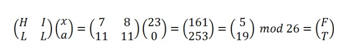 (H I
L L)(x
a) = (7 8
11 11)(23
0) = (161
253) = (5
19) mod 26 = (F
T)